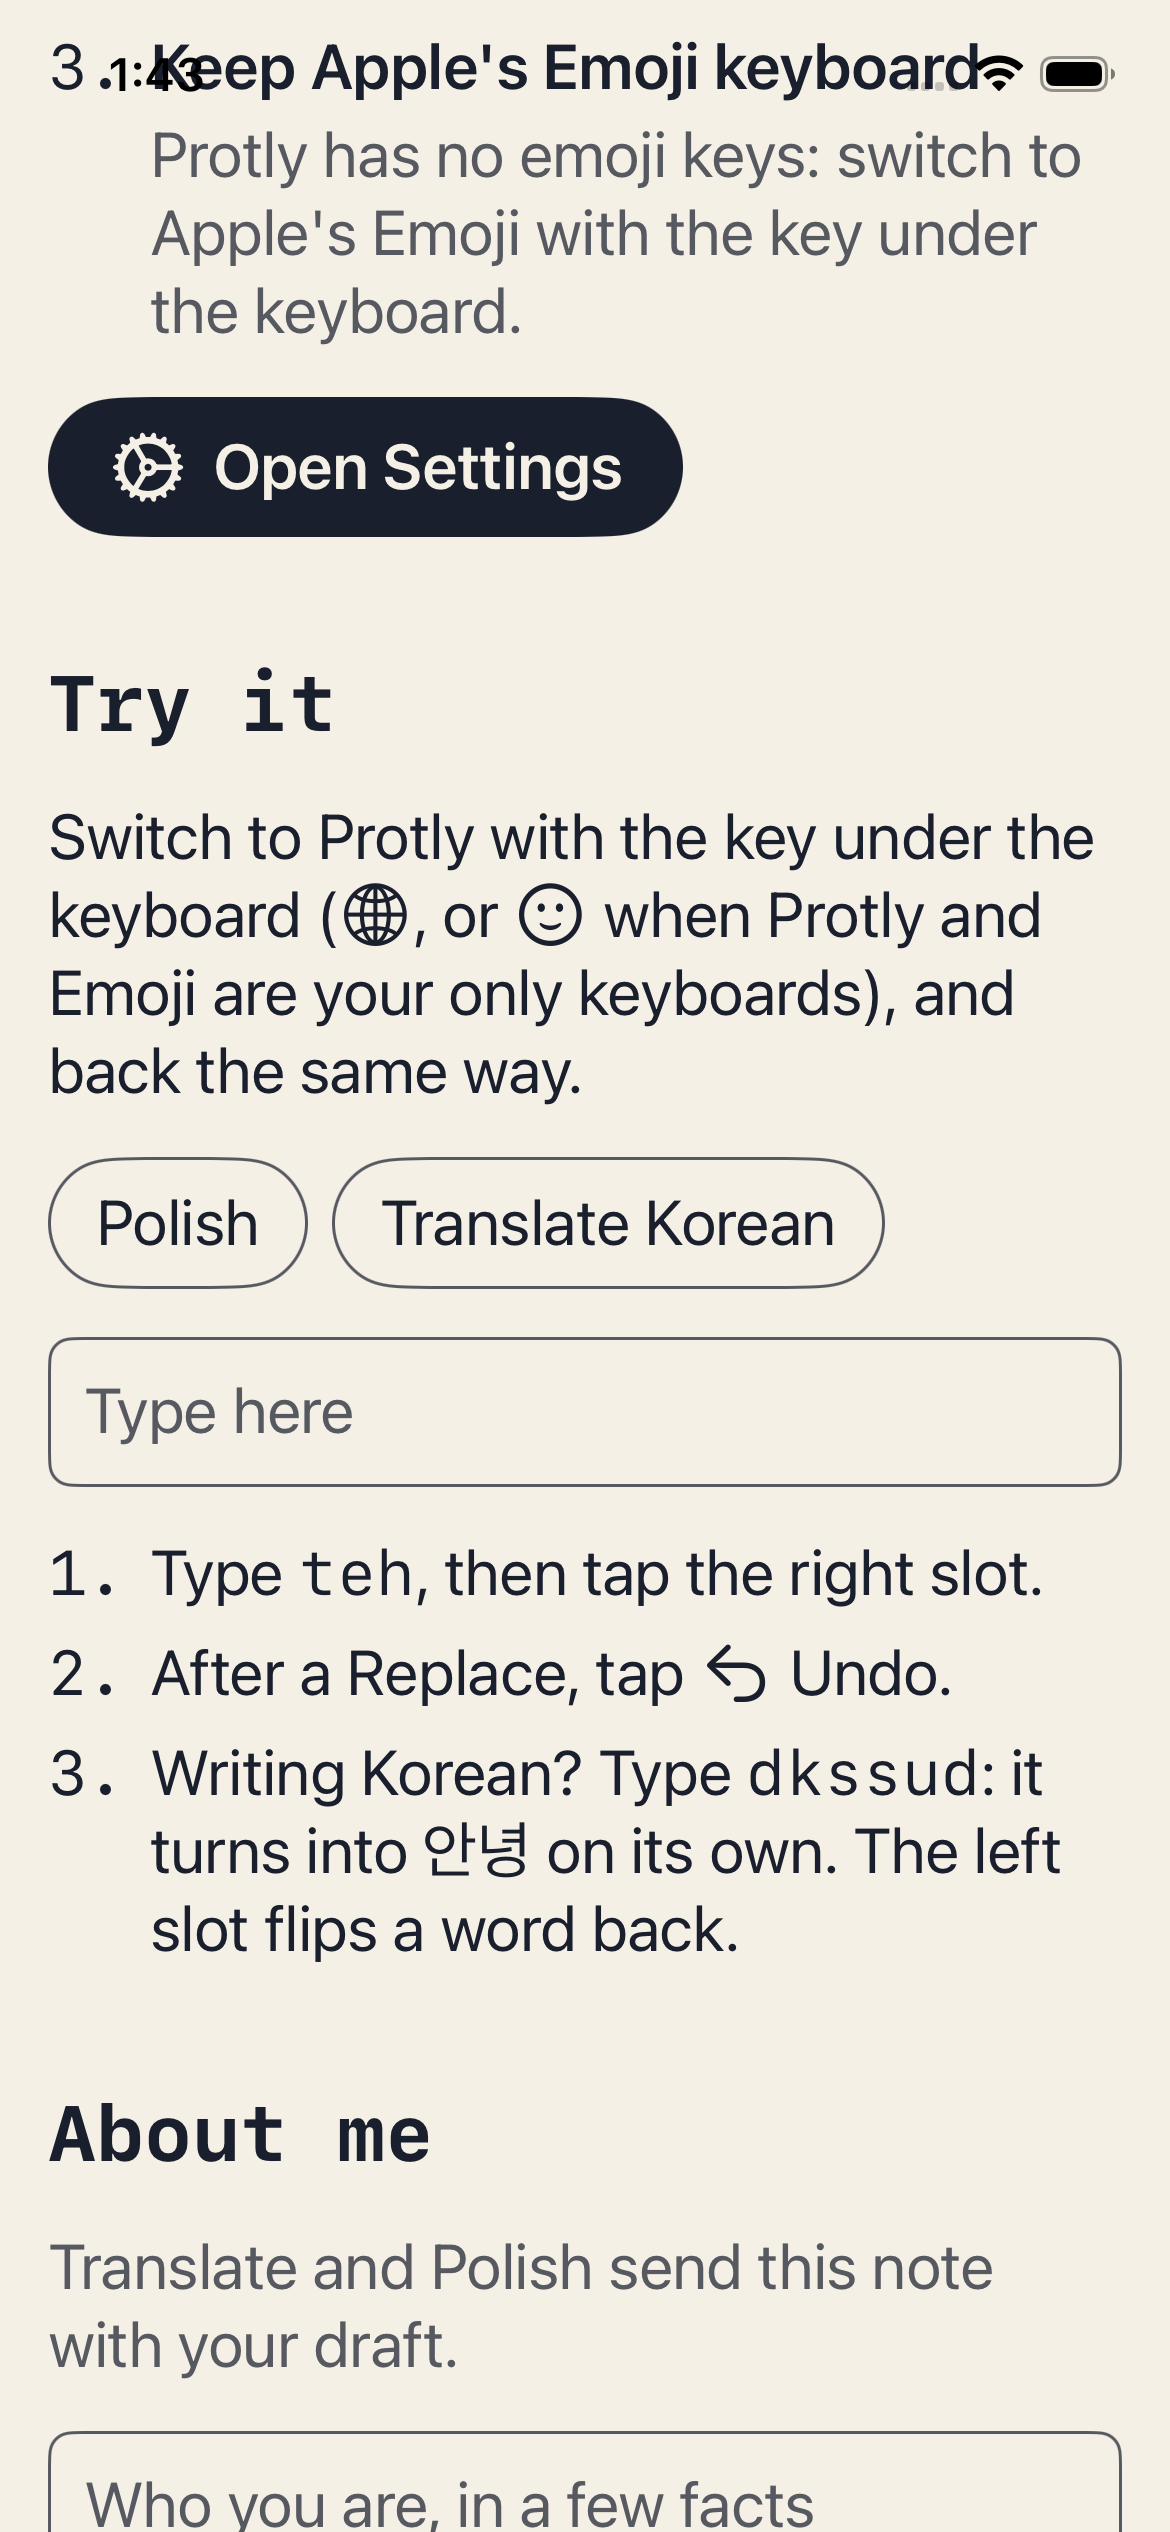 3. Keep Apple's Emoji keyboard
1:43
Protly has no emoji keys: switch to
Apple's Emoji with the key under
the keyboard.
Open Settings
Try it
Switch to Protly with the key under the
keyboard (🌐, or ☺ when Protly and
Emoji are your only keyboards), and
back the same way.
Polish
Translate Korean
Type here
1. Type teh, then tap the right slot.
2. After a Replace, tap ↩ Undo.
3. Writing Korean? Type dkssud: it
turns into 안녕 on its own. The left
slot flips a word back.
About me
Translate and Polish send this note
with your draft.
Who you are, in a few facts